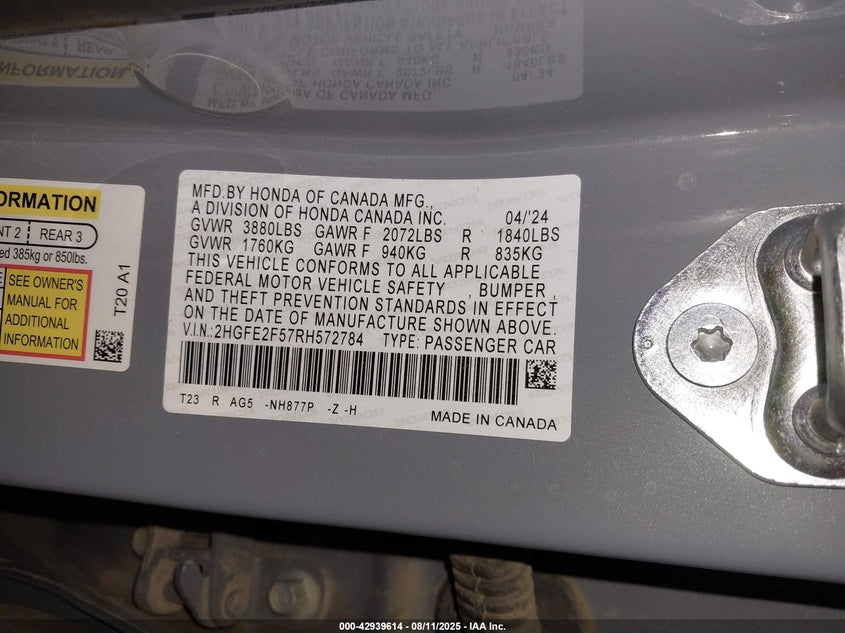 ORMATION
NT 2 | REAR 3
ed 385kg or 850lbs.
SEE OWNER'S
MANUAL FOR
ADDITIONAL
INFORMATION
T20 A1
MFD.BY HONDA OF CANADA MFG.,
A DIVISION OF HONDA CANADA INC. 04/'24
GVWR 3880LBS GAWR F 2072LBS R 1840LBS
GVWR 1760KG GAWR F 940KG R 835KG
THIS VEHICLE CONFORMS TO ALL APPLICABLE
FEDERAL MOTOR VEHICLE SAFETY , BUMPER ,
AND THEFT PREVENTION STANDARDS IN EFFECT
ON THE DATE OF MANUFACTURE SHOWN ABOVE.
V.I.N.:2HGFE2F57RH572784 TYPE: PASSENGER CAR
T23 R AG5 -NH877P -Z -H
MADE IN CANADA
000-42939614 - 08/11/2025 - IAA Inc.